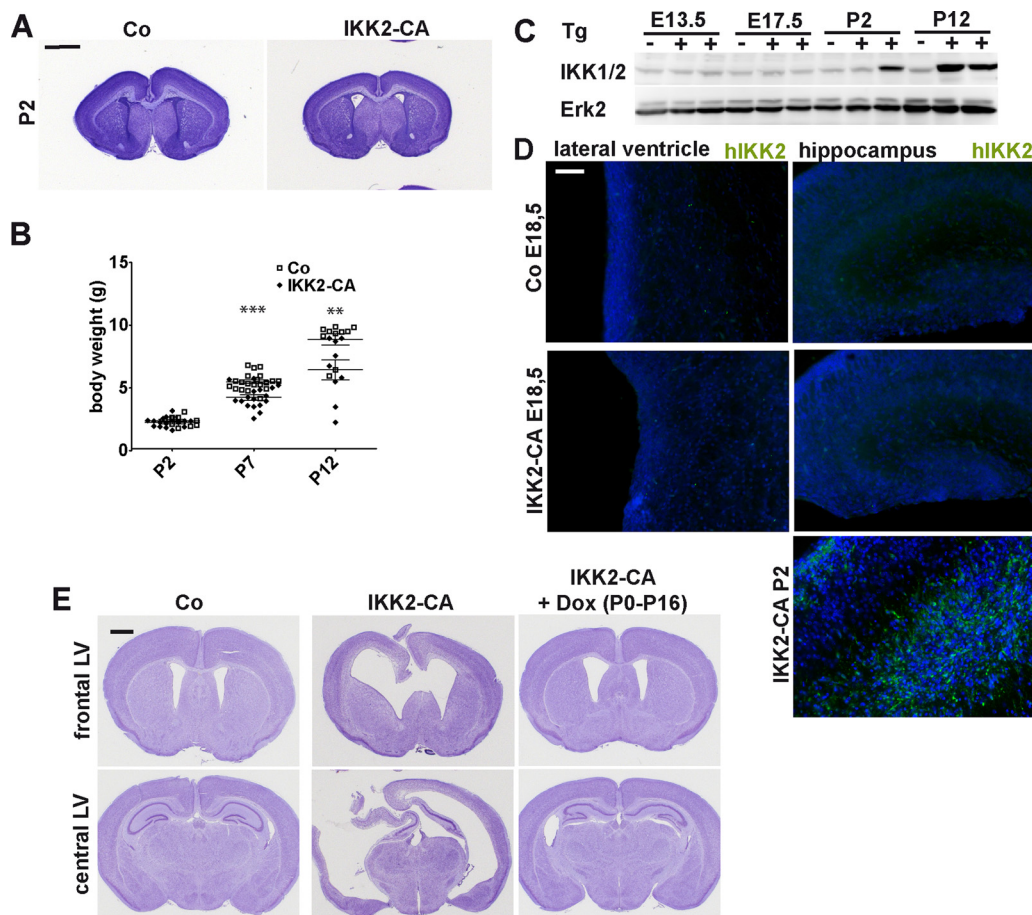 A
Co
IKK2-CA
P2
B
15
10
5
0
body weight (g)
Co
IKK2-CA
***
**
P2
P7
P12
C
Tg
E13.5
E17.5
P2
P12
- + + - + + - + + - + +
IKK1/2
Erk2
D
lateral ventricle
hIKK2
hippocampus
hIKK2
Co E18,5
IKK2-CA E18,5
IKK2-CA P2
E
Co
IKK2-CA
IKK2-CA
+ Dox (P0-P16)
frontal LV
central LV